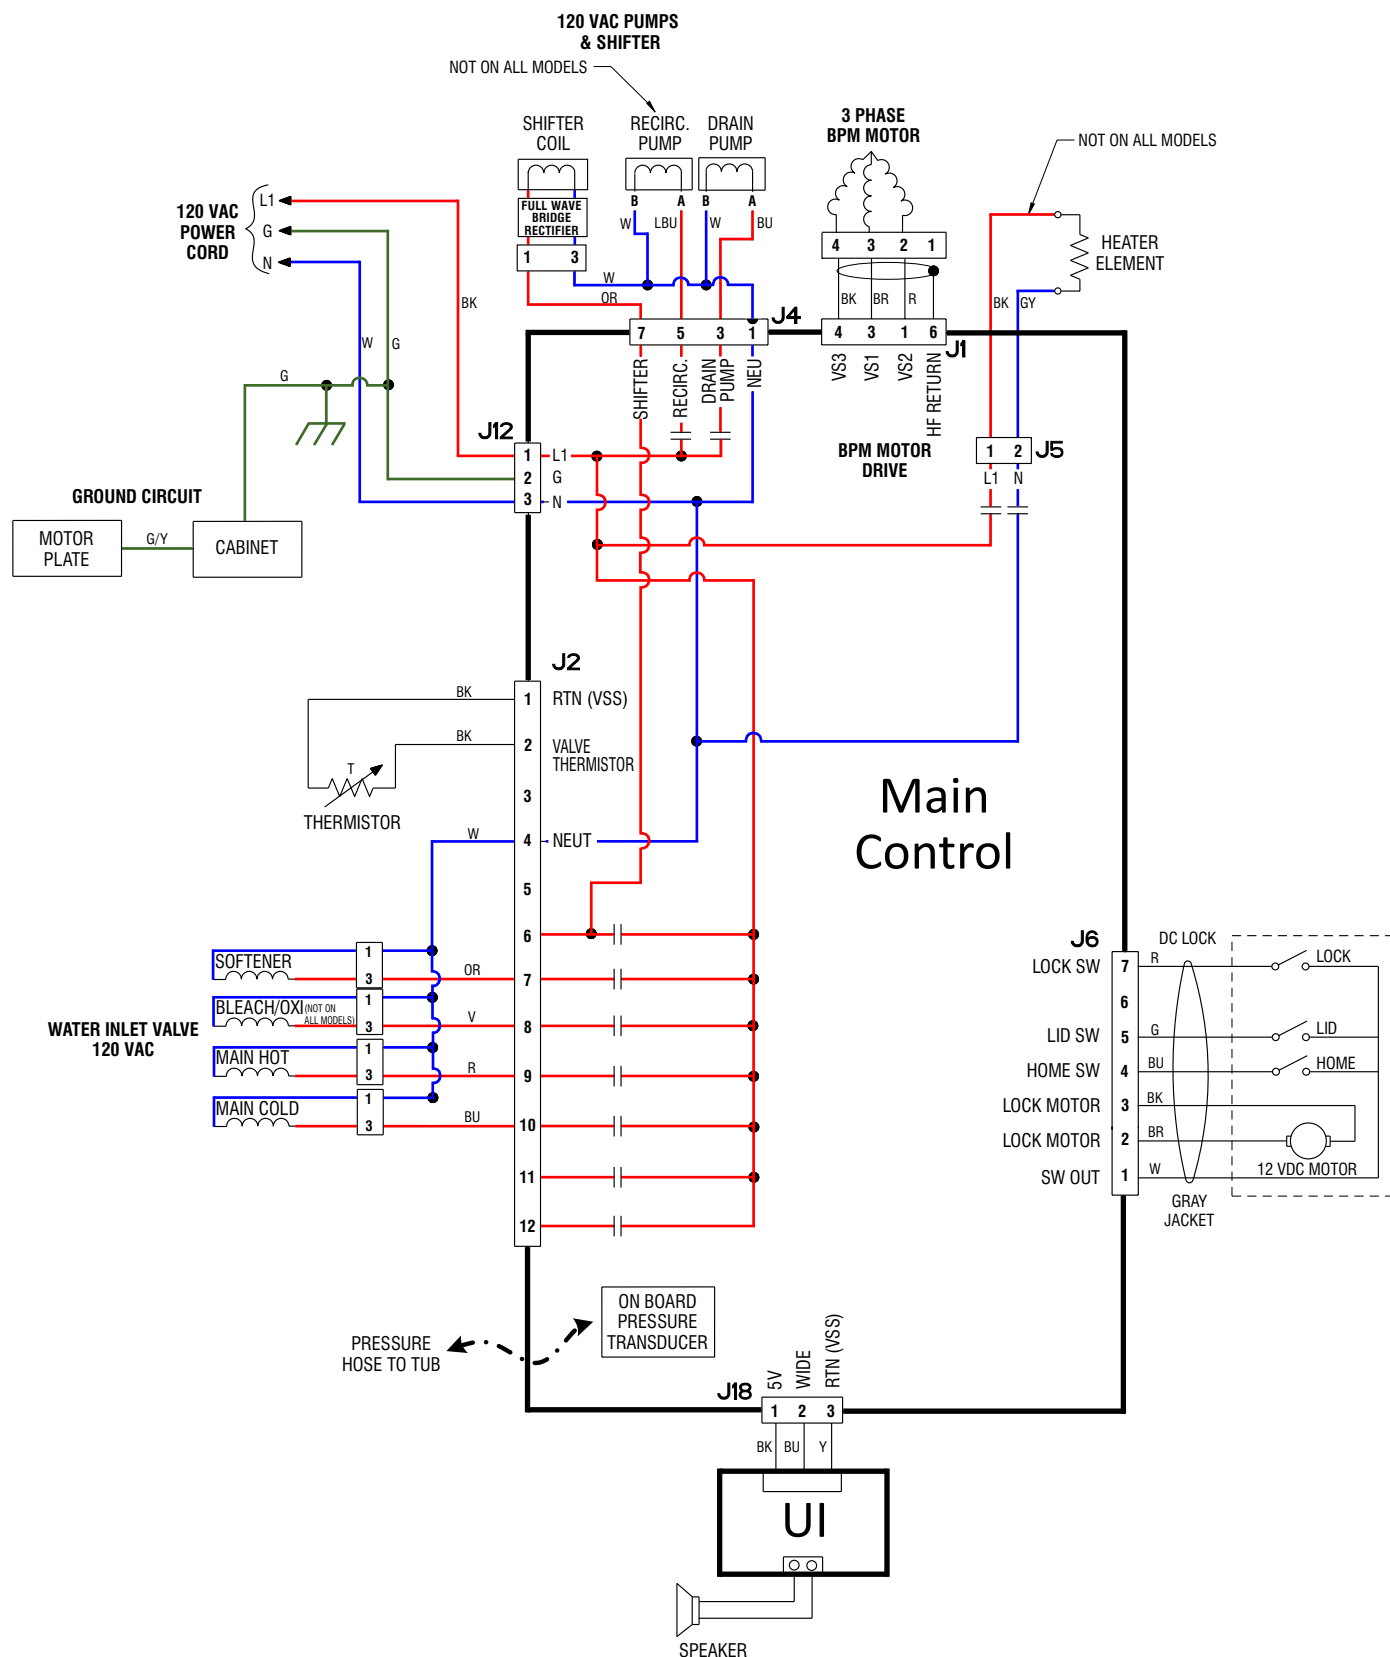 120 VAC PUMPS
& SHIFTER
NOT ON ALL MODELS
SHIFTER
COIL
RECIRC.
PUMP
DRAIN
PUMP
3 PHASE
BPM MOTOR
NOT ON ALL MODELS
HEATER
ELEMENT
120 VAC
POWER
CORD
L1
G
N
FULL WAVE
BRIDGE
RECTIFIER
1 3
B A B A
W LBU W BU
W
OR
BK
W
G
G
4 3 2 1
BK BR R
BK GY
7 5 3 1
J4
4 3 1 6
J1
SHIFTER
RECIRC.
DRAIN
PUMP
NEU
VS3
VS1
VS2
HF RETURN
BPM MOTOR
DRIVE
1 2
J5
L1 N
J12
1 L1
2 G
3 N
GROUND CIRCUIT
MOTOR
PLATE
G/Y
CABINET
J2
BK
1 RTN (VSS)
BK
2 VALVE
THERMISTOR
T
THERMISTOR
3
W
4 NEUT
5
6
7
8
9
10
11
12
Main
Control
WATER INLET VALVE
120 VAC
SOFTENER
1
3
OR
BLEACH/OXI (NOT ON
ALL MODELS)
1
3
V
MAIN HOT
1
3
R
MAIN COLD
1
3
BU
J6
DC LOCK
LOCK SW 7 R LOCK
6
LID SW 5 G LID
HOME SW 4 BU HOME
LOCK MOTOR 3 BK
LOCK MOTOR 2 BR
12 VDC MOTOR
SW OUT 1 W
GRAY
JACKET
ON BOARD
PRESSURE
TRANSDUCER
PRESSURE
HOSE TO TUB
J18
5V
WIDE
RTN (VSS)
1 2 3
BK BU Y
UI
SPEAKER